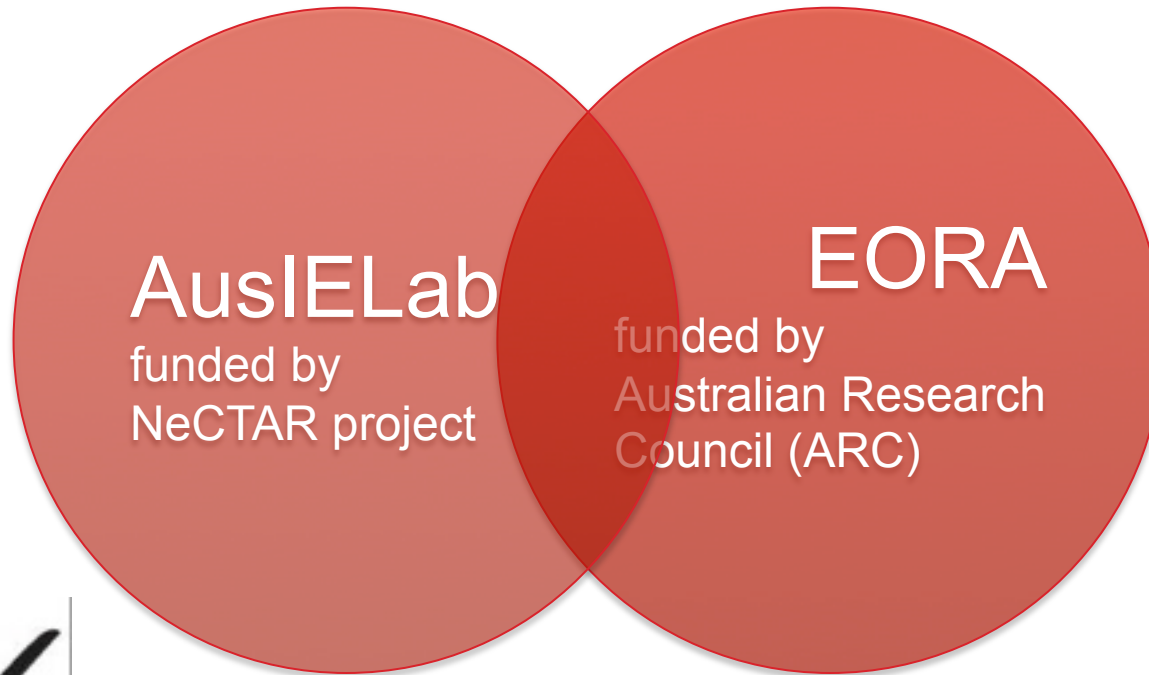 AusIELab
funded by
NeCTAR project
EORA
funded by
Australian Research
Council (ARC)